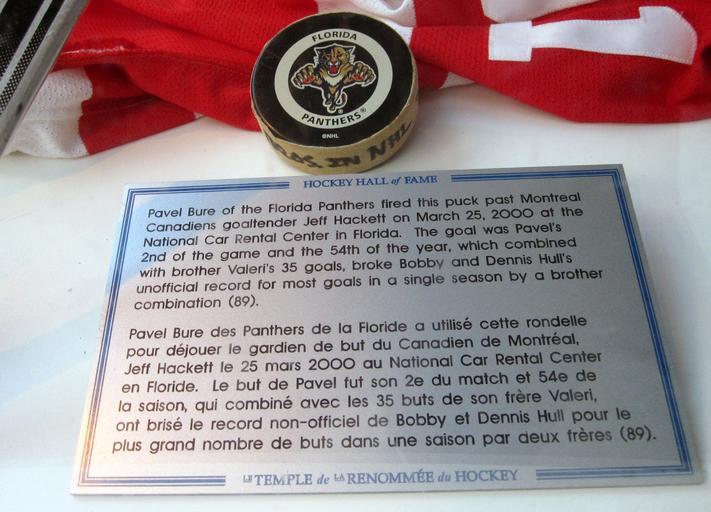 FLORIDA
PANTHERS®
©NHL
IN NHL
HOCKEY HALL of FAME
Pavel Bure of the Florida Panthers fired this puck past Montreal
Canadiens goaltender Jeff Hackett on March 25, 2000 at the
National Car Rental Center in Florida. The goal was Pavel's
2nd of the game and the 54th of the year, which combined
with brother Valeri's 35 goals, broke Bobby and Dennis Hull's
unofficial record for most goals in a single season by a brother
combination (89).
Pavel Bure des Panthers de la Floride a utilisé cette rondelle
pour déjouer le gardien de but du Canadien de Montréal,
Jeff Hackett le 25 mars 2000 au National Car Rental Center
en Floride. Le but de Pavel fut son 2e du match et 54e de
la saison, qui combiné avec les 35 buts de son frère Valeri,
ont brisé le record non-officiel de Bobby et Dennis Hull pour le
plus grand nombre de buts dans une saison par deux frères (89).
LE TEMPLE de LA RENOMMÉE du HOCKEY